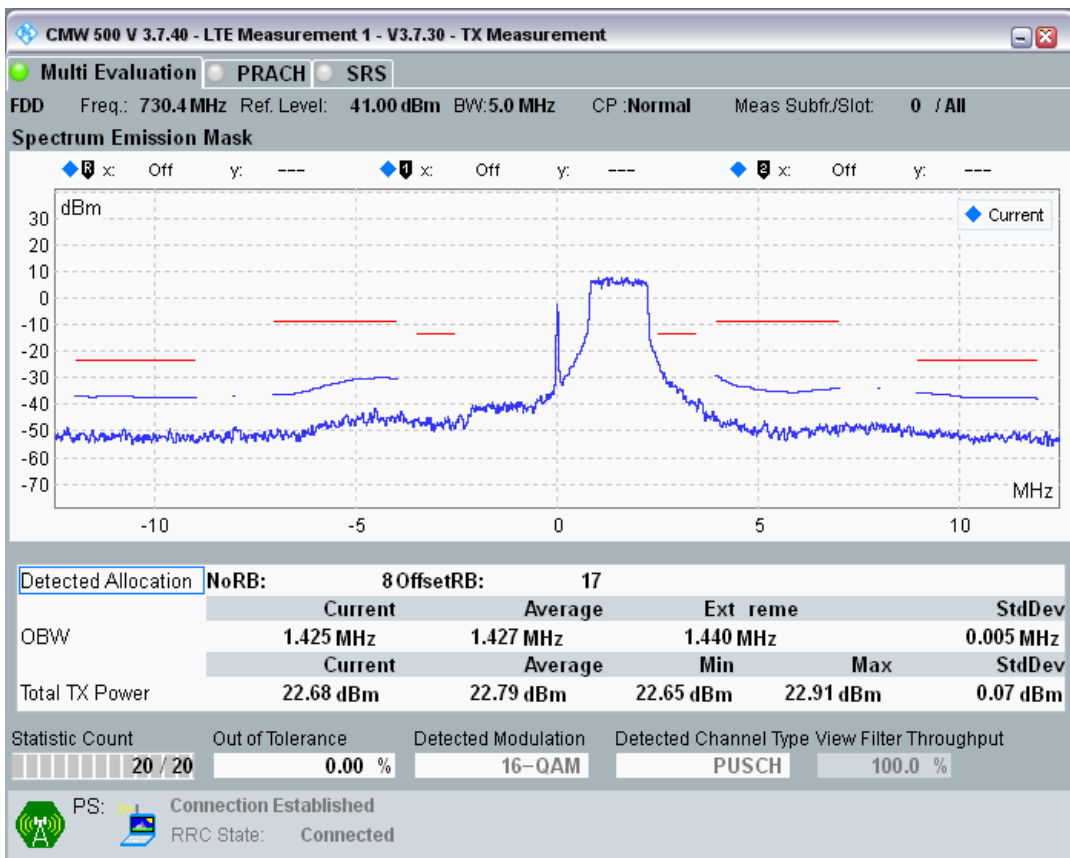 CMW 500 V 3.7.40 - LTE Measurement 1 - V3.7.30 - TX Measurement
Multi Evaluation PRACH SRS
FDD Freq.: 730.4 MHz Ref. Level: 41.00 dBm BW: 5.0 MHz CP :Normal Meas Subfr./Slot: 0 / All
Spectrum Emission Mask
R x: Off y: --- 1 x: Off y: --- 2 x: Off y: ---
dBm
Current
30
20
10
0
-10
-20
-30
-40
-50
-60
-70
MHz
-10 -5 0 5 10
Detected Allocation NoRB: 8 OffsetRB: 17
Current Average Ext reme StdDev
OBW 1.425 MHz 1.427 MHz 1.440 MHz 0.005 MHz
Current Average Min Max StdDev
Total TX Power 22.68 dBm 22.79 dBm 22.65 dBm 22.91 dBm 0.07 dBm
Statistic Count Out of Tolerance Detected Modulation Detected Channel Type View Filter Throughput
20 / 20 0.00 % 16-QAM PUSCH 100.0 %
PS: Connection Established
RRC State: Connected